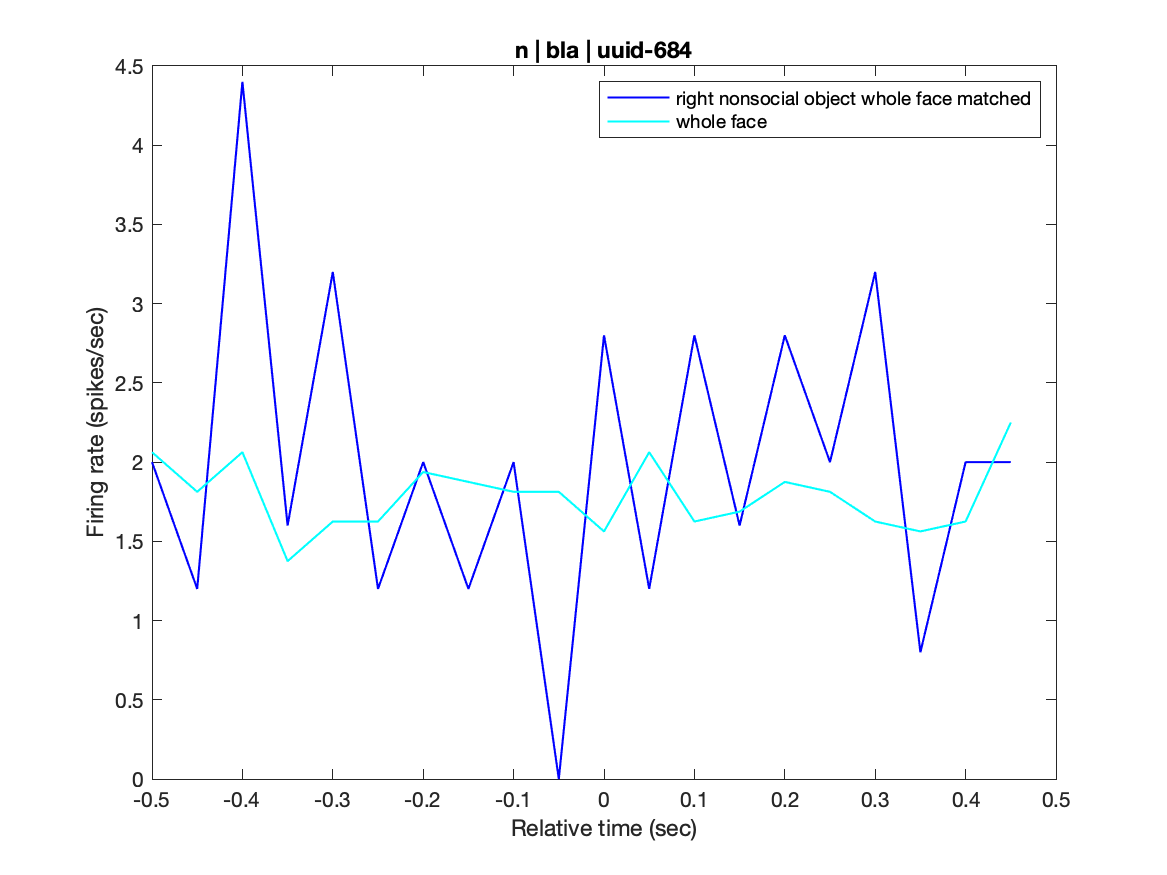 n | bla | uuid-684
4.5
4
3.5
3
2.5
2
1.5
1
0.5
0
Firing rate (spikes/sec)
right nonsocial object whole face matched
whole face
-0.5 -0.4 -0.3 -0.2 -0.1 0 0.1 0.2 0.3 0.4 0.5
Relative time (sec)